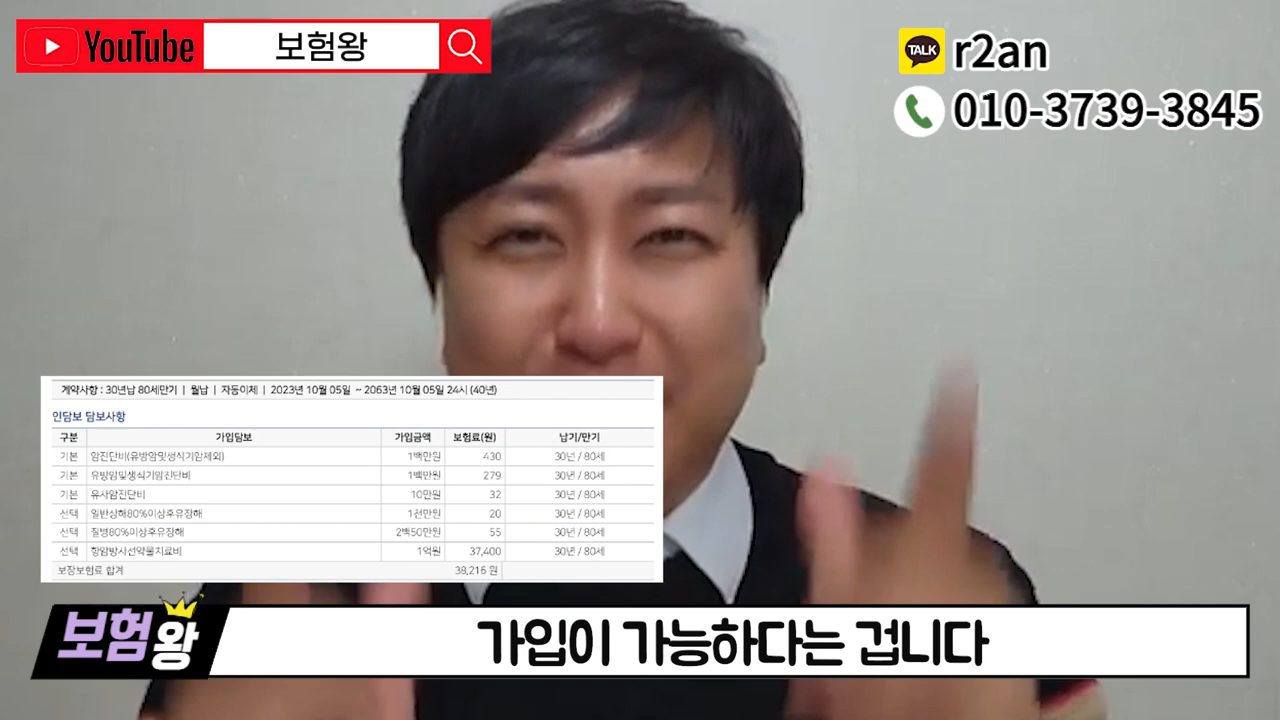 YouTube 보험왕
TALK r2an
010-3739-3845
계약사항 : 30년납 80세만기 | 월납 | 자동이체 | 2023년 10월 05일 ~ 2063년 10월 05일 24시 (40년)
인담보 담보사항
구분 가입담보 가입금액 보험료(원) 납기/만기
기본 암진단비(유방암및생식기암제외) 1백만원 430 30년 / 80세
기본 유방암및생식기암진단비 1백만원 279 30년 / 80세
기본 유사암진단비 10만원 32 30년 / 80세
선택 일반상해80%이상후유장해 1천만원 20 30년 / 80세
선택 질병80%이상후유장해 2백50만원 55 30년 / 80세
선택 항암방사선약물치료비 1억원 37,400 30년 / 80세
보장보험료 합계 38,216 원
보험왕 가입이 가능하다는 겁니다